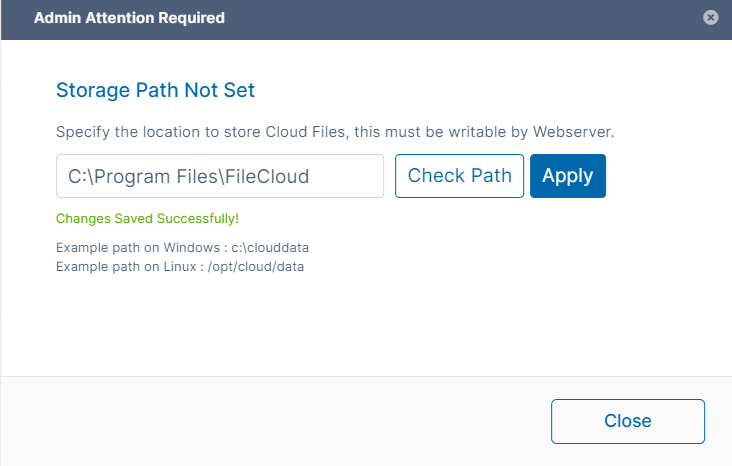 Admin Attention Required
Storage Path Not Set
Specify the location to store Cloud Files, this must be writable by Webserver.
C:\Program Files\FileCloud
Check Path
Apply
Changes Saved Successfully!
Example path on Windows : c:\clouddata
Example path on Linux : /opt/cloud/data
Close